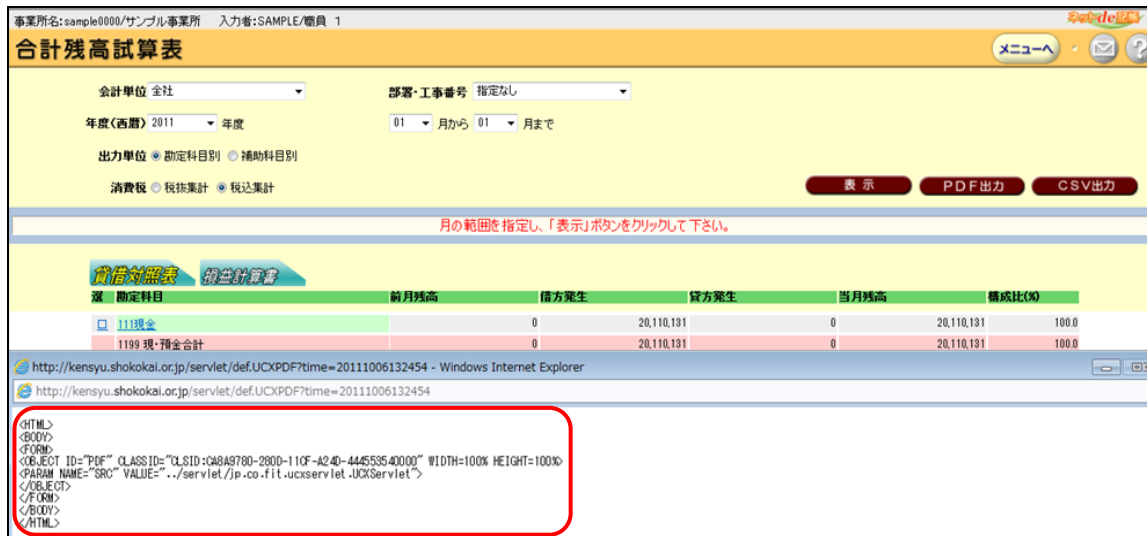 事業所名:sample0000/サンプル事業所 入力者:SAMPLE/職員 1
ネットde記帳
合計残高試算表
メニューへ
?
会計単位 全社 部署・工事番号 指定なし
年度(西暦) 2011 年度 01 月から 01 月まで
出力単位 勘定科目別 補助科目別
消費税 税抜集計 税込集計
表示 PDF出力 CSV出力
月の範囲を指定し、「表示」ボタンをクリックして下さい。
貸借対照表 損益計算書
選 勘定科目 前月残高 借方発生 貸方発生 当月残高 構成比(%)
111現金 0 20,110,131 0 20,110,131 100.0
1199 現・預金合計 0 20,110,131 0 20,110,131 100.0
http://kensyu.shokokai.or.jp/servlet/def.UCXPDF?time=20111006132454 - Windows Internet Explorer
http://kensyu.shokokai.or.jp/servlet/def.UCXPDF?time=20111006132454
<HTML>
<BODY>
<FORM>
<OBJECT ID="PDF" CLASSID="CLSID:CA8A9780-280D-11CF-A24D-444553540000" WIDTH=100% HEIGHT=100%>
<PARAM NAME="SRC" VALUE="../servlet/jp.co.fit.ucxservlet.UCXServlet">
</OBJECT>
</FORM>
</BODY>
</HTML>